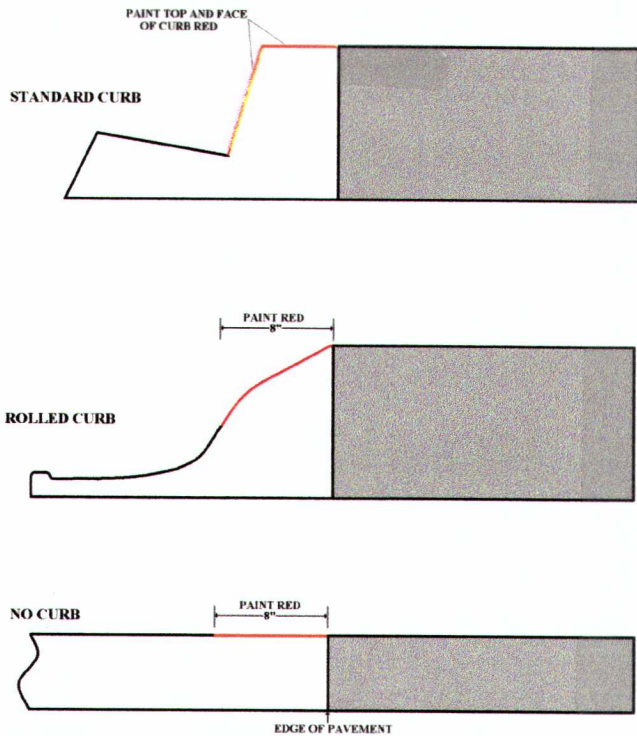 PAINT TOP AND FACE
OF CURB RED
STANDARD CURB
PAINT RED
8"
ROLLED CURB
PAINT RED
8"
NO CURB
EDGE OF PAVEMENT